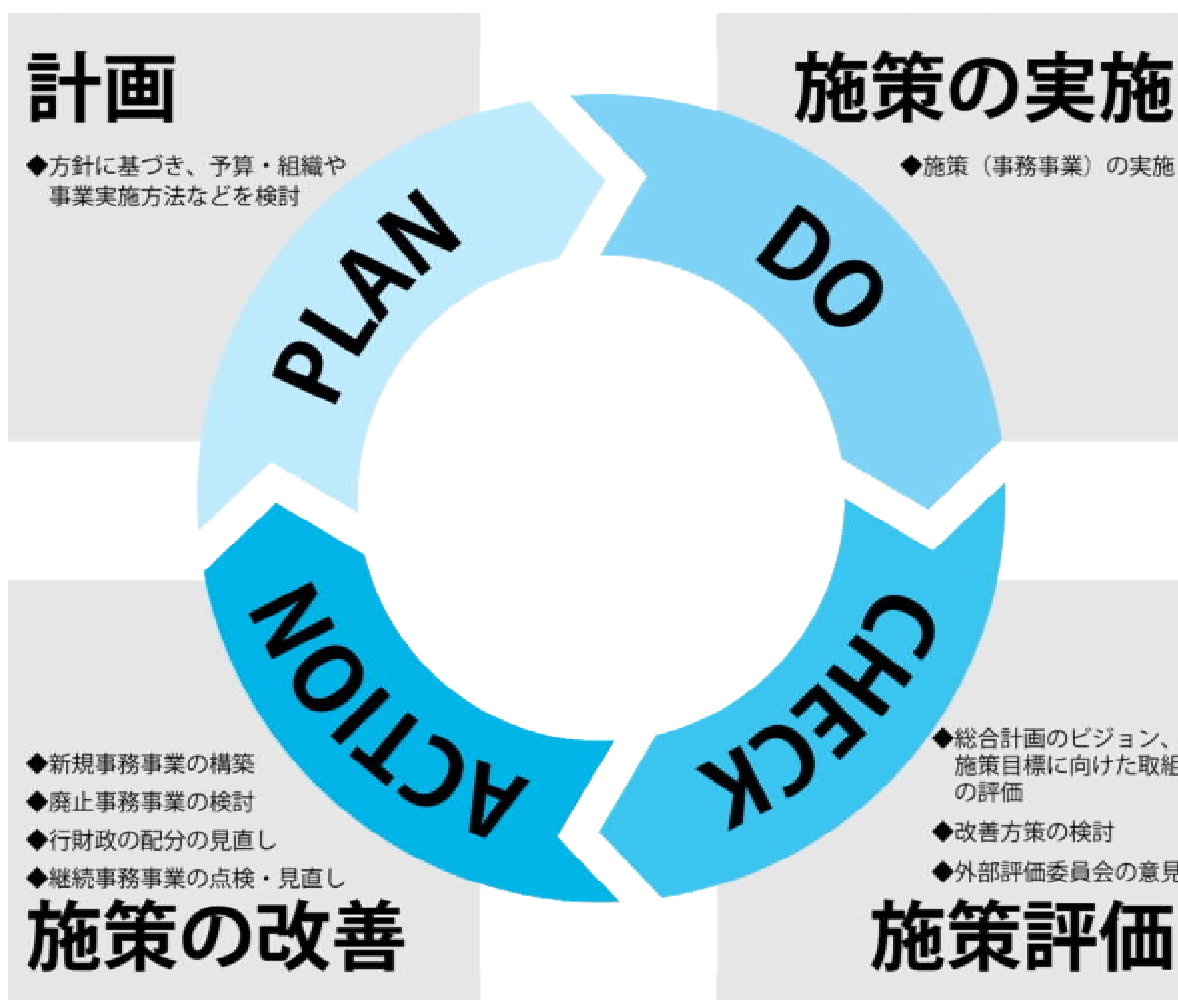 計画
◆方針に基づき、予算・組織や
事業実施方法などを検討
PLAN
施策の実施
◆施策（事務事業）の実施
DO
CHECK
◆総合計画のビジョン、
施策目標に向けた取組
の評価
◆改善方策の検討
◆外部評価委員会の意見
施策評価
ACTION
◆新規事務事業の構築
◆廃止事務事業の検討
◆行財政の配分の見直し
◆継続事務事業の点検・見直し
施策の改善